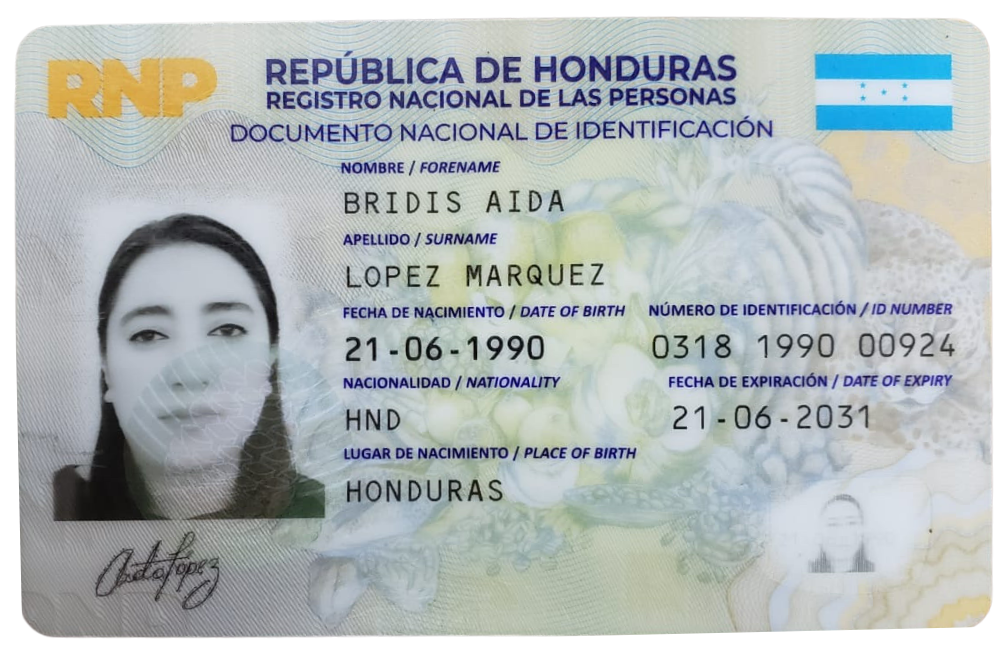 RNP
REPÚBLICA DE HONDURAS
REGISTRO NACIONAL DE LAS PERSONAS
DOCUMENTO NACIONAL DE IDENTIFICACIÓN
NOMBRE / FORENAME
BRIDIS AIDA
APELLIDO / SURNAME
LOPEZ MARQUEZ
FECHA DE NACIMIENTO / DATE OF BIRTH NÚMERO DE IDENTIFICACIÓN / ID NUMBER
21-06-1990 0318 1990 00924
NACIONALIDAD / NATIONALITY FECHA DE EXPIRACIÓN / DATE OF EXPIRY
HND 21-06-2031
LUGAR DE NACIMIENTO / PLACE OF BIRTH
HONDURAS